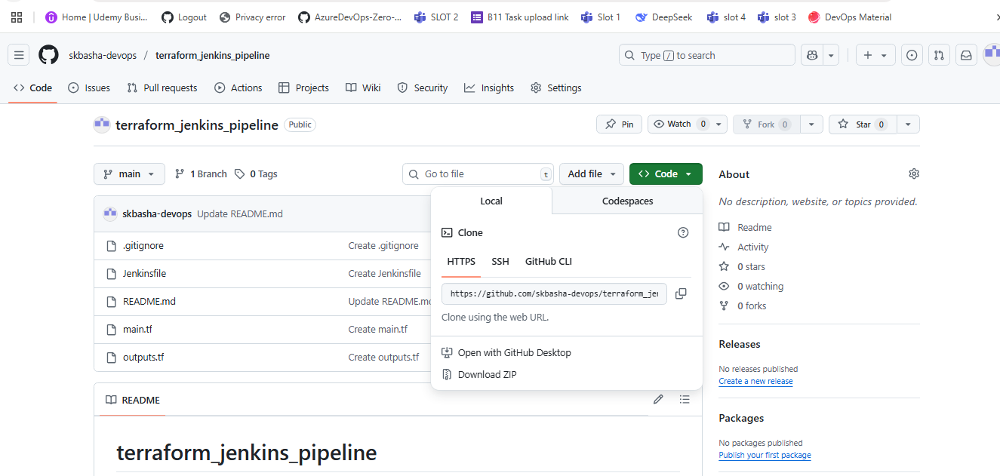 Home | Udemy Busi... Logout Privacy error AzureDevOps-Zero-... SLOT 2 B11 Task upload link Slot 1 DeepSeek slot 4 slot 3 DevOps Material
skbasha-devops / terraform_jenkins_pipeline Type / to search
Code Issues Pull requests Actions Projects Wiki Security Insights Settings
terraform_jenkins_pipeline Public Pin Watch 0 Fork 0 Star 0
main 1 Branch 0 Tags Go to file t Add file Code
Local Codespaces
Clone
HTTPS SSH GitHub CLI
https://github.com/skbasha-devops/terraform_je
Clone using the web URL.
Open with GitHub Desktop
Download ZIP
skbasha-devops Update README.md
.gitignore Create .gitignore
Jenkinsfile Create Jenkinsfile
README.md Update README.m
main.tf Create main.tf
outputs.tf Create outputs.tf
README
terraform_jenkins_pipeline
About
No description, website, or topics provided.
Readme
Activity
0 stars
0 watching
0 forks
Releases
No releases published
Create a new release
Packages
No packages published
Publish your first package